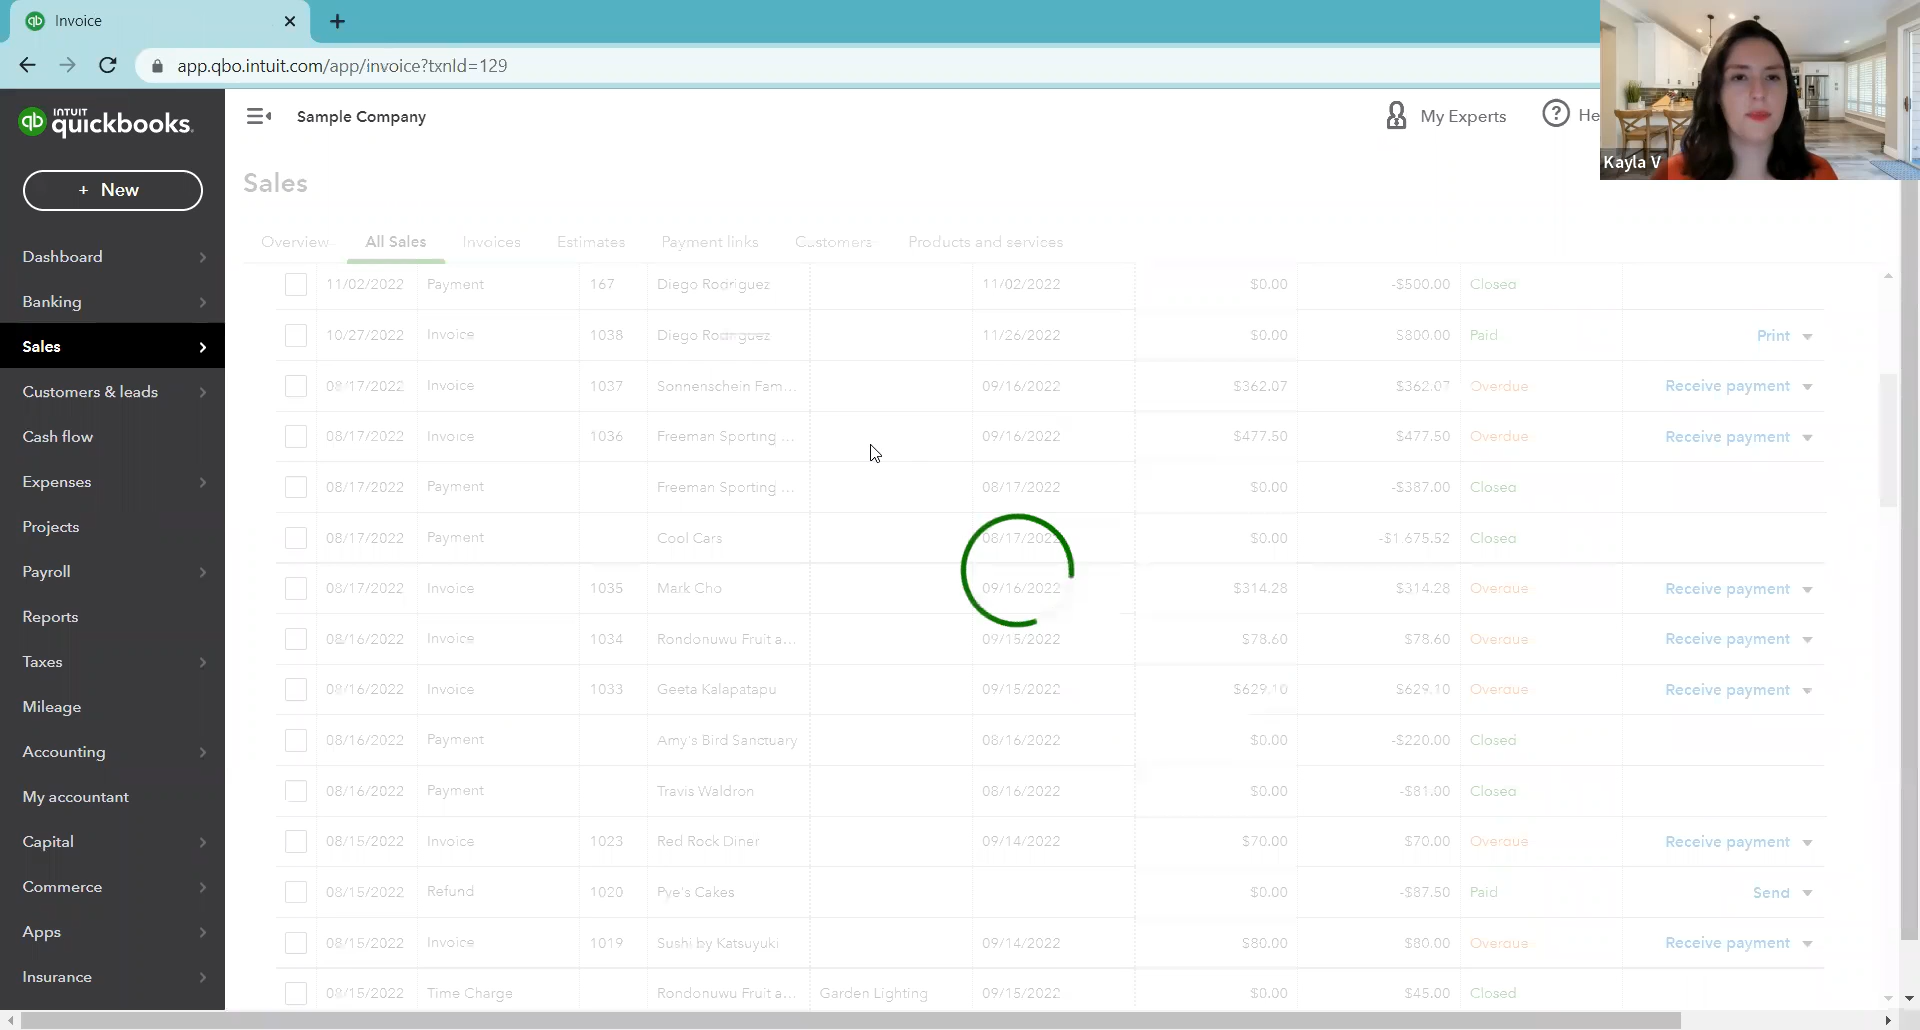 Invoice
app.qbo.intuit.com/app/invoice?txnId=129
INTUIT
quickbooks.
Sample Company
My Experts
He
Kayla V
+ New
Dashboard
Banking
Sales
Customers & leads
Cash flow
Expenses
Projects
Payroll
Reports
Taxes
Mileage
Accounting
My accountant
Capital
Commerce
Apps
Insurance
Sales
Overview All Sales Invoices Estimates Payment links Customers Products and services
11/02/2022 Payment 167 Diego Rodriguez 11/02/2022 $0.00 -$500.00 Closed
10/27/2022 Invoice 1038 Diego Rodriguez 11/26/2022 $0.00 $800.00 Paid Print
08/17/2022 Invoice 1037 Sonnenschein Fam... 09/16/2022 $362.07 $362.07 Overdue Receive payment
08/17/2022 Invoice 1036 Freeman Sporting ... 09/16/2022 $477.50 $477.50 Overdue Receive payment
08/17/2022 Payment Freeman Sporting ... 08/17/2022 $0.00 -$387.00 Closed
08/17/2022 Payment Cool Cars 08/17/2022 $0.00 -$1,675.52 Closed
08/17/2022 Invoice 1035 Mark Cho 09/16/2022 $314.28 $314.28 Overdue Receive payment
08/16/2022 Invoice 1034 Rondonuwu Fruit a... 09/15/2022 $78.60 $78.60 Overdue Receive payment
08/16/2022 Invoice 1033 Geeta Kalapatapu 09/15/2022 $629.10 $629.10 Overdue Receive payment
08/16/2022 Payment Amy's Bird Sanctuary 08/16/2022 $0.00 -$220.00 Closed
08/16/2022 Payment Travis Waldron 08/16/2022 $0.00 -$81.00 Closed
08/15/2022 Invoice 1023 Red Rock Diner 09/14/2022 $70.00 $70.00 Overdue Receive payment
08/15/2022 Refund 1020 Pye's Cakes $0.00 -$87.50 Paid Send
08/15/2022 Invoice 1019 Sushi by Katsuyuki 09/14/2022 $80.00 $80.00 Overdue Receive payment
08/15/2022 Time Charge Rondonuwu Fruit a... Garden Lighting 09/15/2022 $0.00 $45.00 Closed